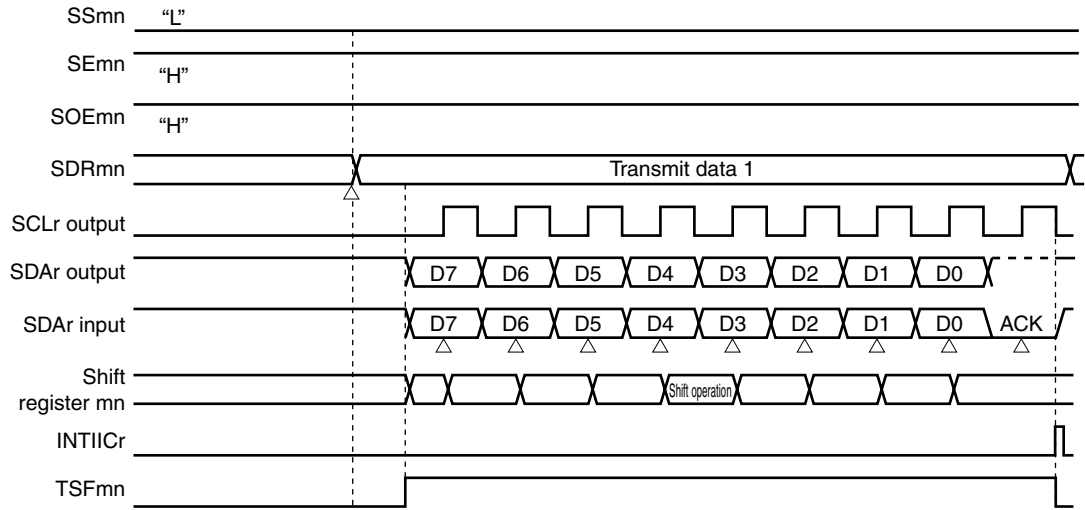 SSmn “L”
SEmn “H”
SOEmn “H”
SDRmn Transmit data 1
SCLr output
SDAr output D7 D6 D5 D4 D3 D2 D1 D0
SDAr input D7 D6 D5 D4 D3 D2 D1 D0 ACK
Shift
register mn Shift operation
INTIICr
TSFmn